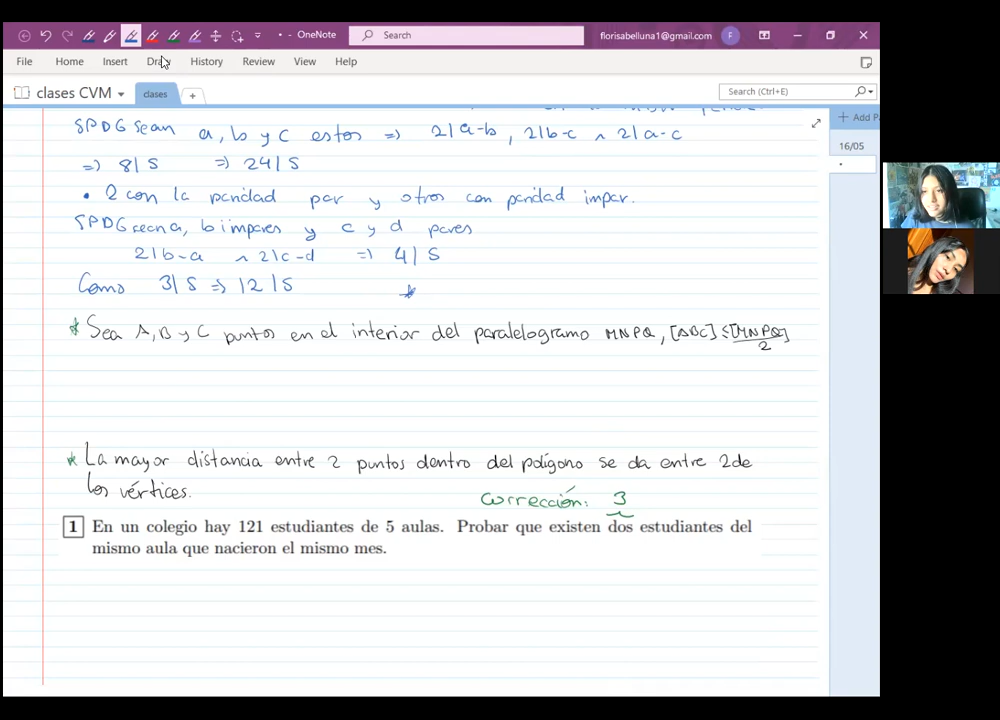 OneNote
Search
florisabelluna1@gmail.com
F
File Home Insert Draw History Review View Help
clases CVM
clases
Search (Ctrl+E)
Add Pa
16/05
SPDG sean a, b y c estos => 2|a-b, 2|b-c ∧ 2|a-c
=> 8|S => 24|S
• 2 con la paridad par y otros con paridad impar.
SPDG sean a, b impares y c y d pares
2|b-a ∧ 2|c-d => 4|S
Como 3|S => 12|S
* Sea A, B y C puntos en el interior del paralelogramo MNPQ, [ABC] ≤ [MNPQ]
2
* La mayor distancia entre 2 puntos dentro del polígono se da entre 2 de
los vértices.
Corrección: 3
1 En un colegio hay 121 estudiantes de 5 aulas. Probar que existen dos estudiantes del
mismo aula que nacieron el mismo mes.